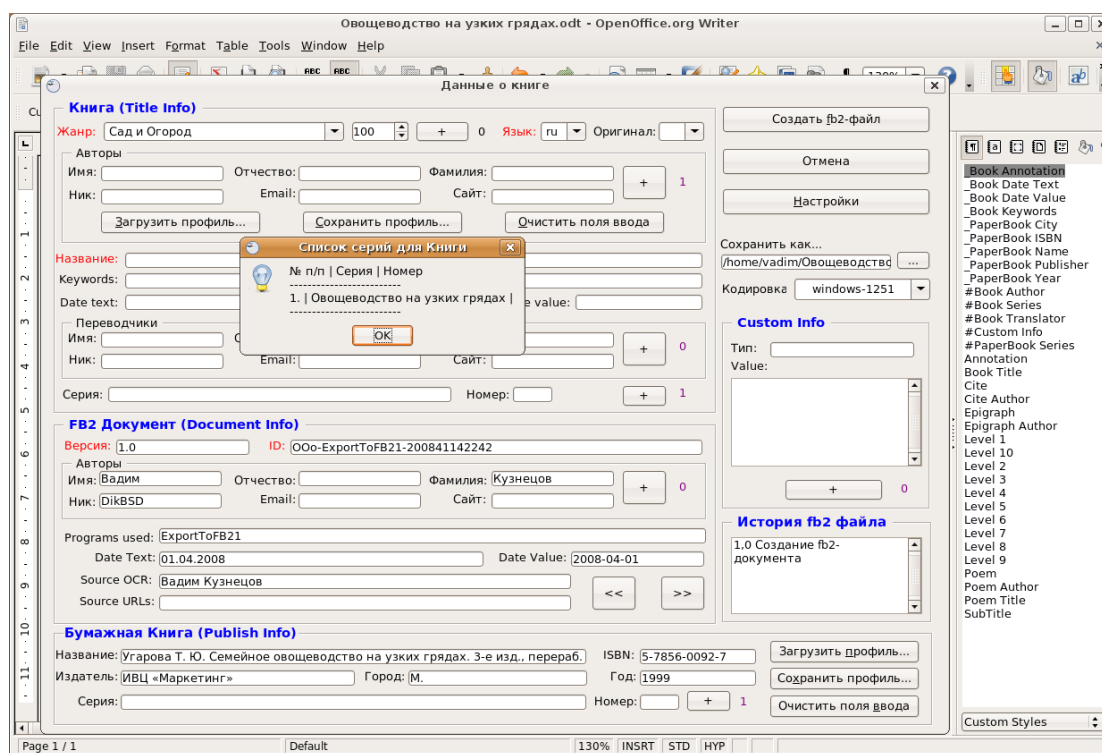 Овощеводство на узких грядах.odt - OpenOffice.org Writer
File Edit View Insert Format Table Tools Window Help
Данные о книге
Книга (Title Info)
Жанр: Сад и Огород 100 + 0 Язык: ru Оригинал:
Авторы
Имя: Отчество: Фамилия:
+ 1
Ник: Email: Сайт:
Загрузить профиль... Сохранить профиль... Очистить поля ввода
Название:
Keywords:
Date text: e value:
Переводчики
Имя:
+ 0
Ник: Email: Сайт:
Серия: Номер: + 1
Список серий для Книги
№ п/п | Серия | Номер
-------------------------
1. | Овощеводство на узких грядах |
-------------------------
OK
FB2 Документ (Document Info)
Версия: 1.0 ID: OOo-ExportToFB21-200841142242
Авторы
Имя: Вадим Отчество: Фамилия: Кузнецов
+ 0
Ник: DikBSD Email: Сайт:
Programs used: ExportToFB21
Date Text: 01.04.2008 Date Value: 2008-04-01
Source OCR: Вадим Кузнецов
<< >>
Source URLs:
Бумажная Книга (Publish Info)
Название: Угарова Т. Ю. Семейное овощеводство на узких грядах. 3-е изд., перераб. ISBN: 5-7856-0092-7
Издатель: ИВЦ «Маркетинг» Город: М. Год: 1999
Серия: Номер: + 1
Загрузить профиль...
Сохранить профиль...
Очистить поля ввода
Создать fb2-файл
Отмена
Настройки
Сохранить как...
/home/vadim/Овощеводство ...
Кодировка windows-1251
Custom Info
Тип:
Value:
+ 0
История fb2 файла
1,0 Создание fb2-
документа
_Book Annotation
_Book Date Text
_Book Date Value
_Book Keywords
_PaperBook City
_PaperBook ISBN
_PaperBook Name
_PaperBook Publisher
_PaperBook Year
#Book Author
#Book Series
#Book Translator
#Custom Info
#PaperBook Series
Annotation
Book Title
Cite
Cite Author
Epigraph
Epigraph Author
Level 1
Level 10
Level 2
Level 3
Level 4
Level 5
Level 6
Level 7
Level 8
Level 9
Poem
Poem Author
Poem Title
SubTitle
Custom Styles
Page 1 / 1 Default 130% INSRT STD HYP